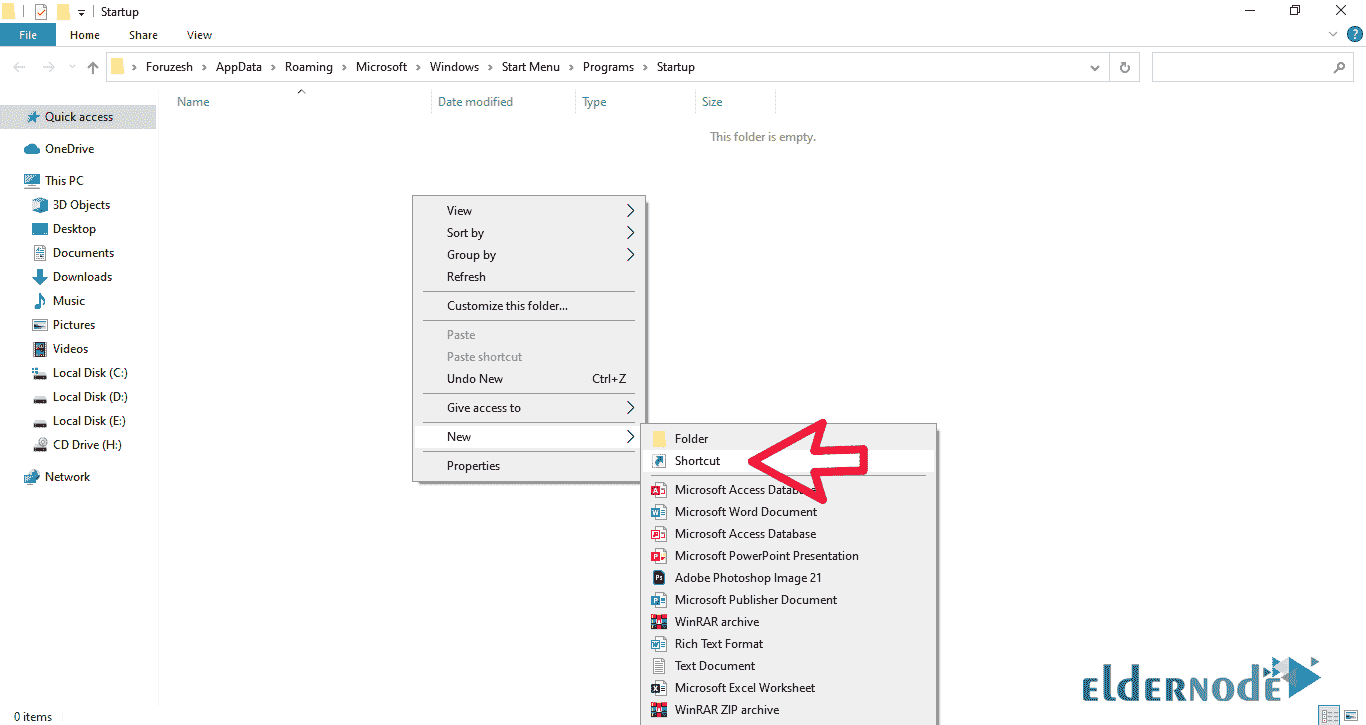 Startup
File Home Share View
Foruzesh > AppData > Roaming > Microsoft > Windows > Start Menu > Programs > Startup
Name Date modified Type Size
This folder is empty.
Quick access
OneDrive
This PC
3D Objects
Desktop
Documents
Downloads
Music
Pictures
Videos
Local Disk (C:)
Local Disk (D:)
Local Disk (E:)
CD Drive (H:)
Network
View
Sort by
Group by
Refresh
Customize this folder...
Paste
Paste shortcut
Undo New Ctrl+Z
Give access to
New
Properties
Folder
Shortcut
Microsoft Access Database
Microsoft Word Document
Microsoft Access Database
Microsoft PowerPoint Presentation
Adobe Photoshop Image 21
Microsoft Publisher Document
WinRAR archive
Rich Text Format
Text Document
Microsoft Excel Worksheet
WinRAR ZIP archive
elderNode
0 items